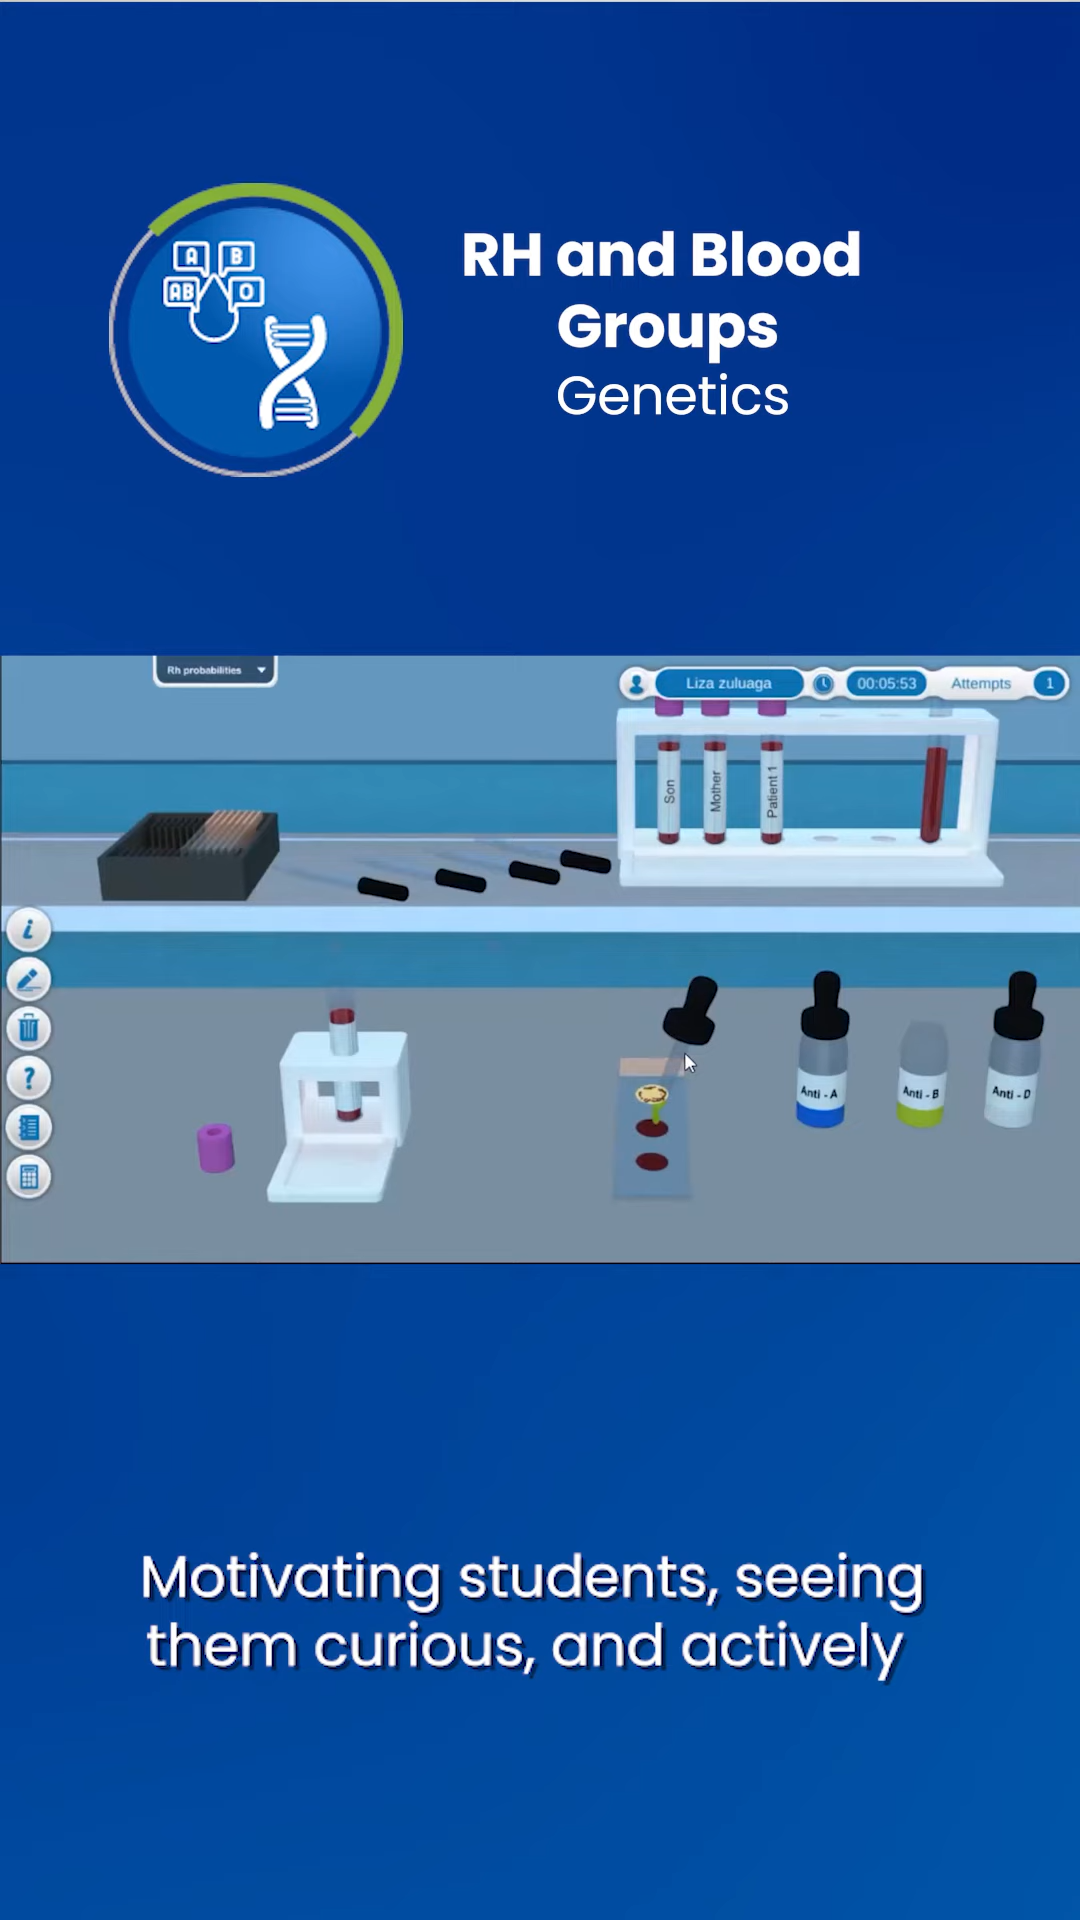 A B
AB O
RH and Blood
Groups
Genetics
Rh probabilities
Liza zuluaga
00:05:53
Attempts
1
Son
Mother
Patient 1
i
?
Anti - A
Anti - B
Anti - D
Motivating students, seeing
them curious, and actively